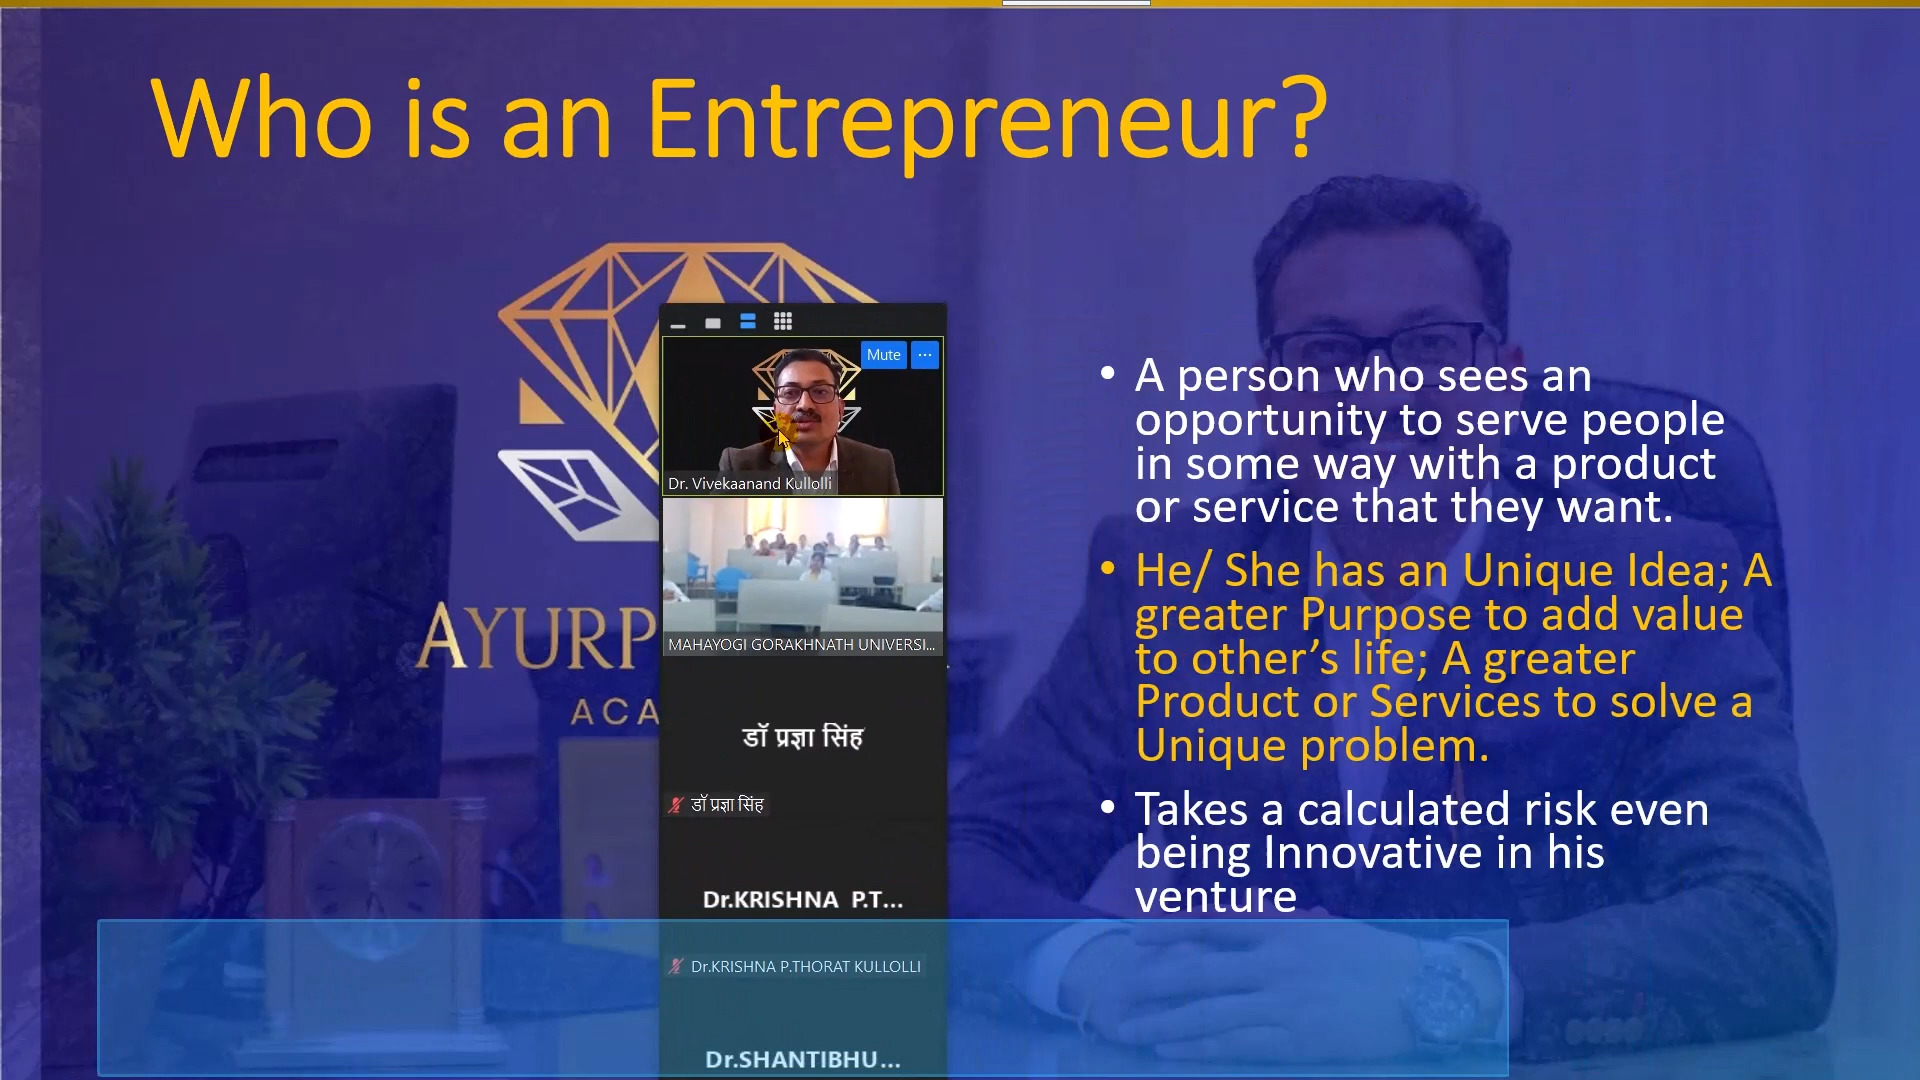 Who is an Entrepreneur?
Mute
Dr. Vivekaanand Kullolli
MAHAYOGI GORAKHNATH UNIVERSI...
डॉ प्रज्ञा सिंह
डॉ प्रज्ञा सिंह
Dr.KRISHNA P.T...
Dr.KRISHNA P.THORAT KULLOLLI
Dr.SHANTIBHU...
AYURP
ACA
• A person who sees an
opportunity to serve people
in some way with a product
or service that they want.
• He/ She has an Unique Idea; A
greater Purpose to add value
to other’s life; A greater
Product or Services to solve a
Unique problem.
• Takes a calculated risk even
being Innovative in his
venture